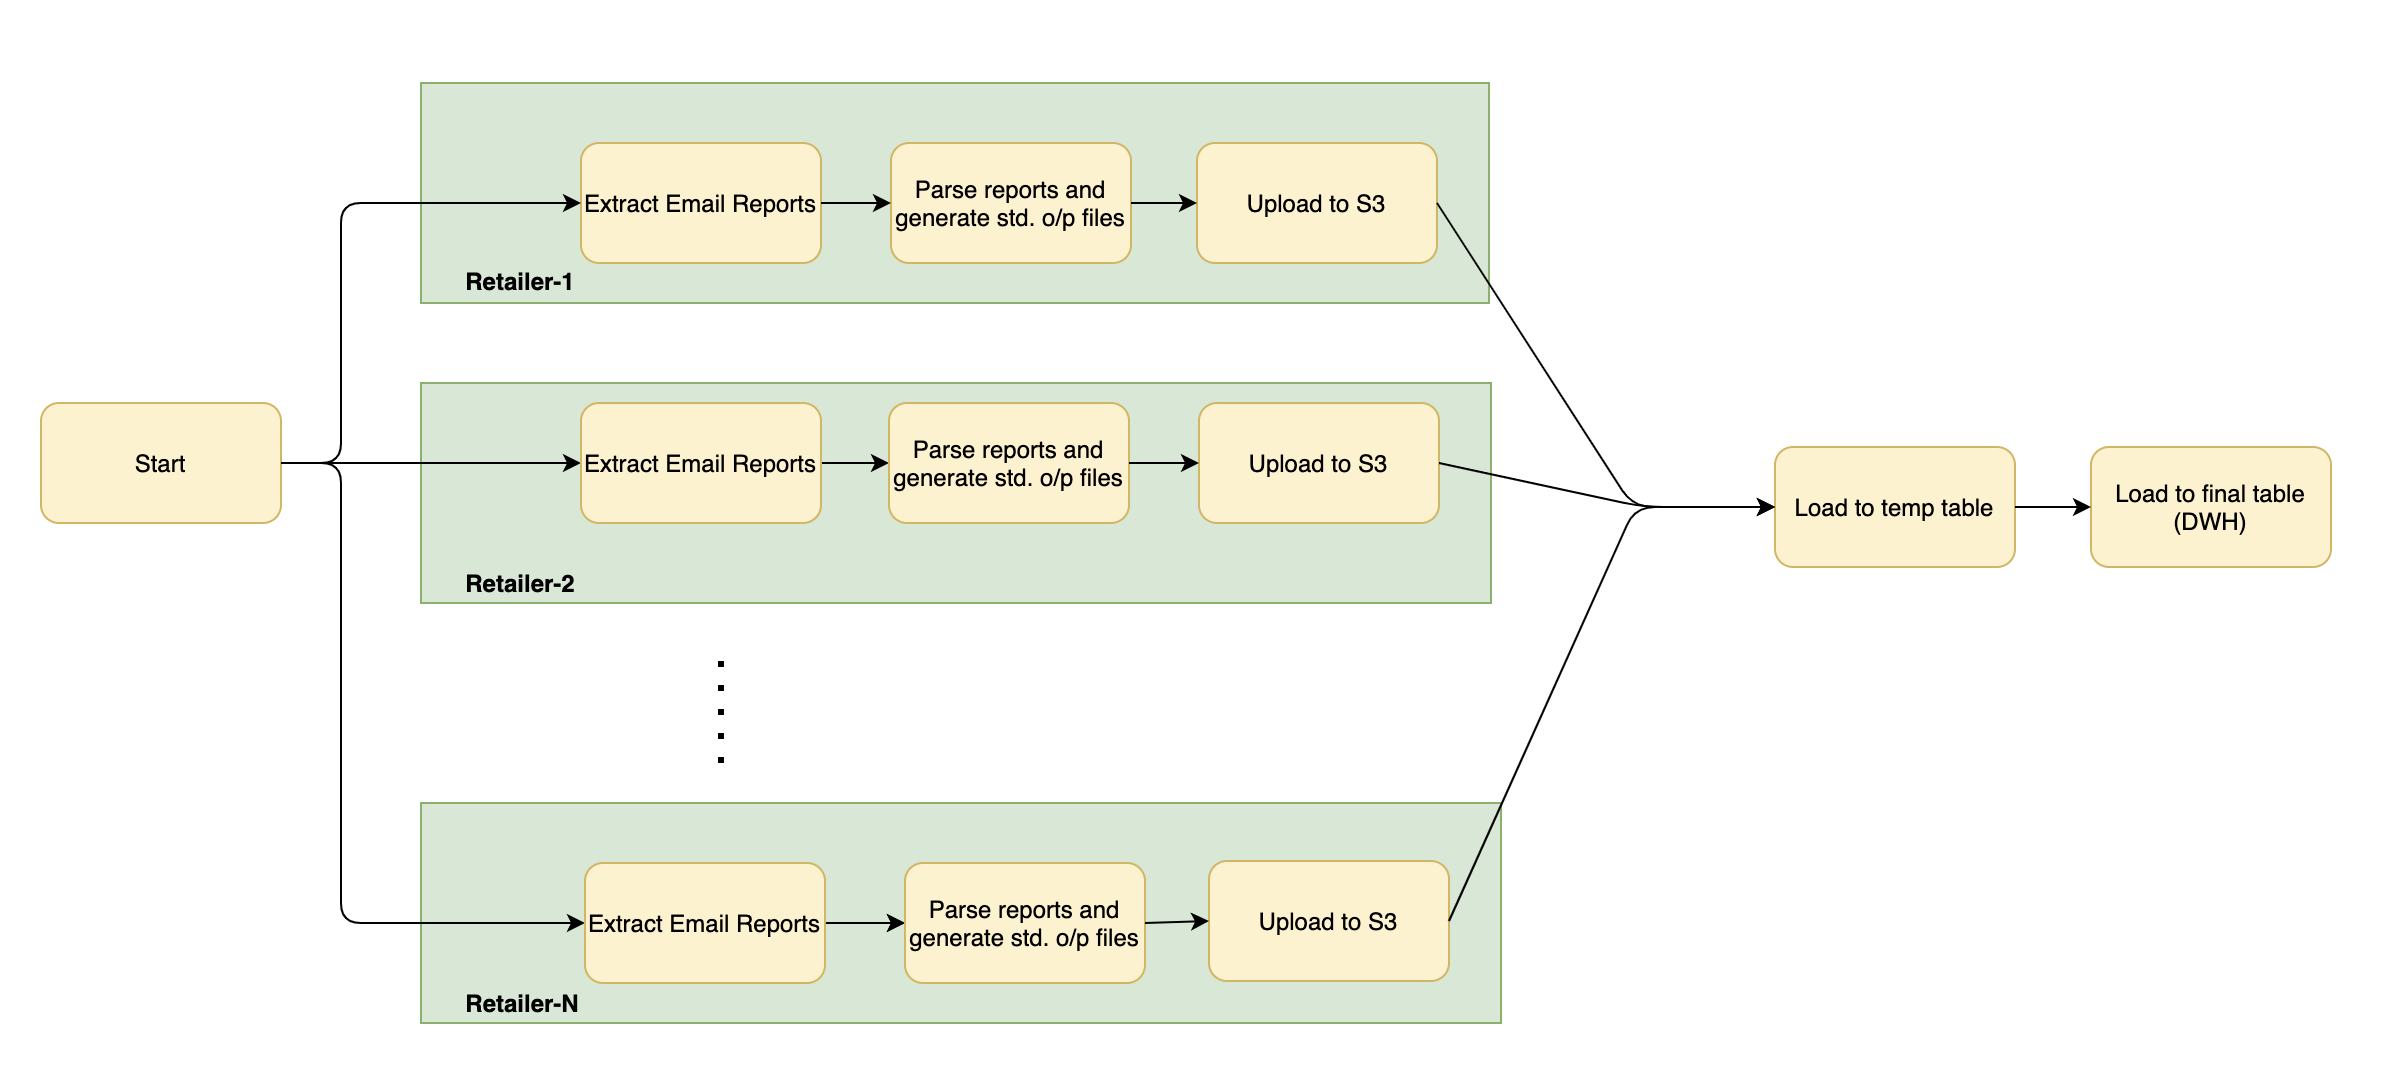 Extract Email Reports
Parse reports and
generate std. o/p files
Upload to S3
Retailer-1
Start
Extract Email Reports
Parse reports and
generate std. o/p files
Upload to S3
Retailer-2
Load to temp table
Load to final table
(DWH)
Extract Email Reports
Parse reports and
generate std. o/p files
Upload to S3
Retailer-N